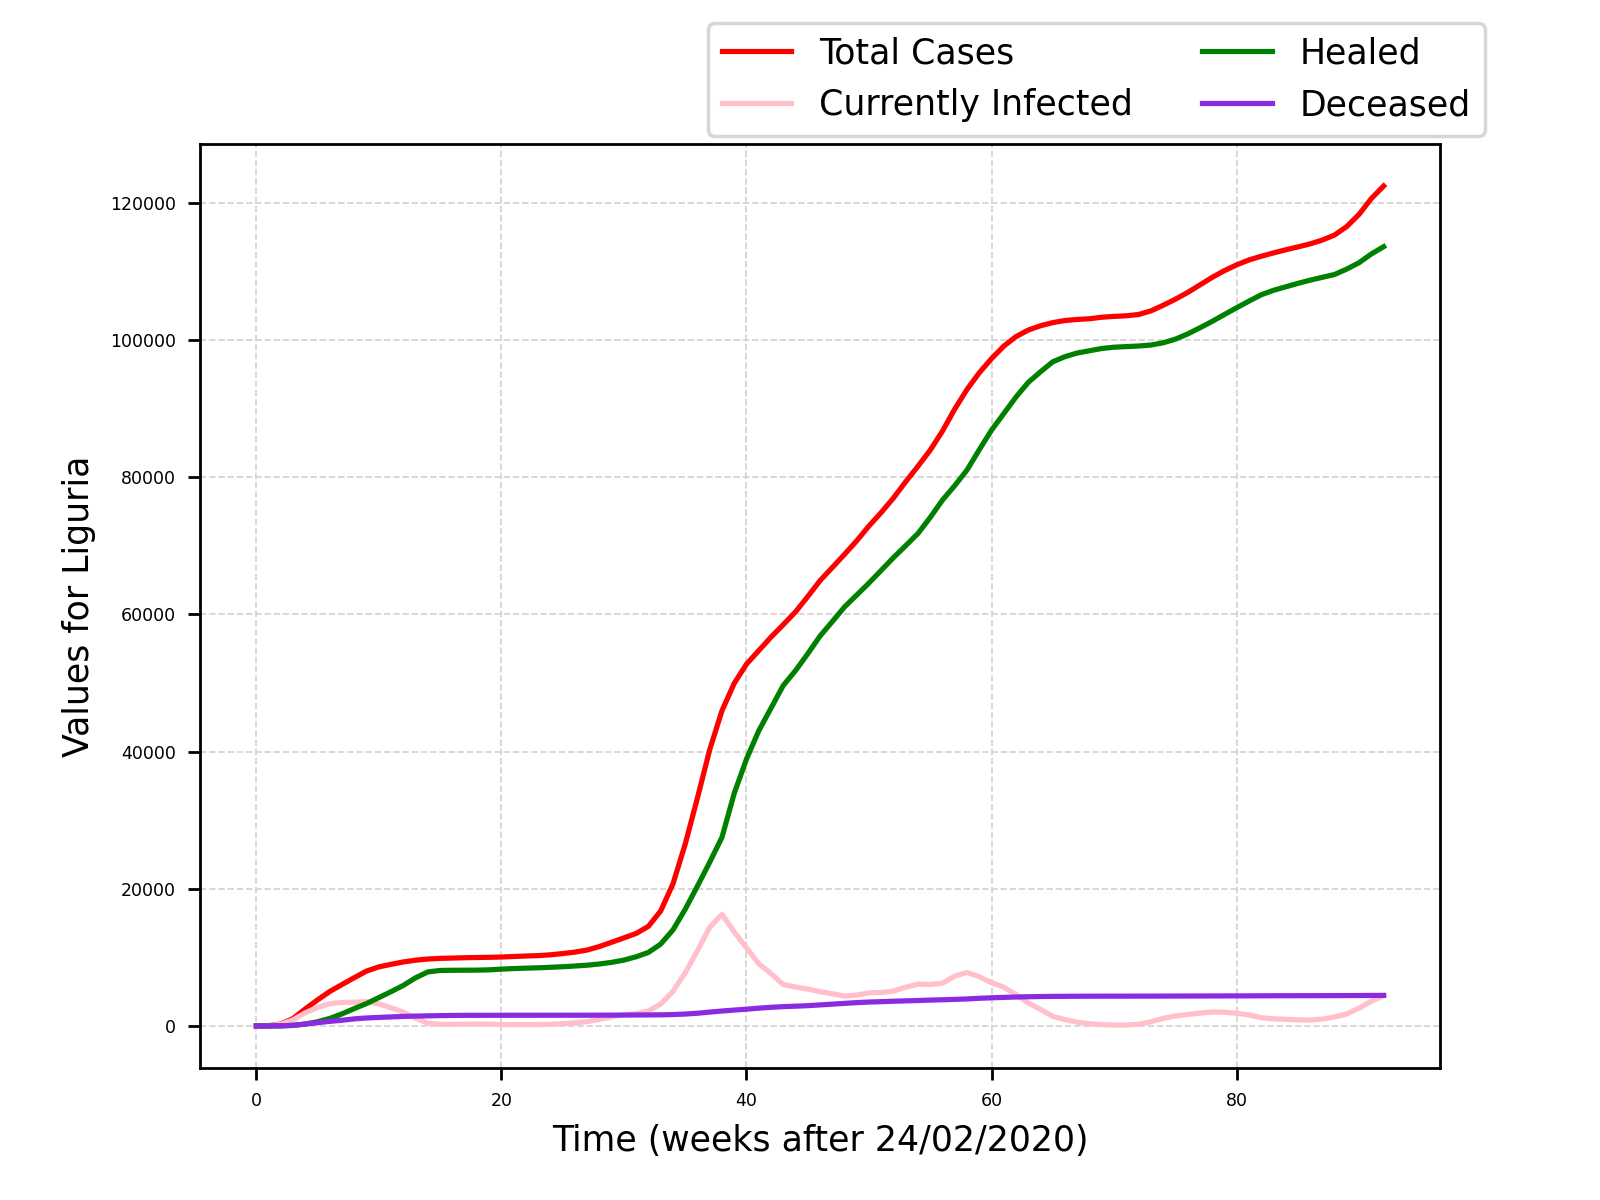 Total Cases
Currently Infected
Healed
Deceased
Values for Liguria
120000
100000
80000
60000
40000
20000
0
0 20 40 60 80
Time (weeks after 24/02/2020)